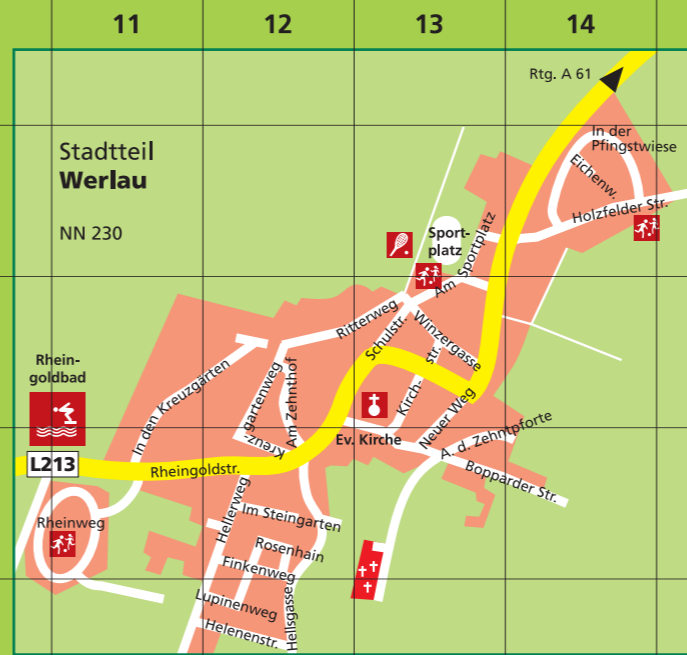 11
12
13
14
Rtg. A 61
Stadtteil
Werlau
NN 230
In der
Pfingstwiese
Eichenw.
Holzfelder Str.
Sport-
platz
Am Sportplatz
Ritterweg
Schulstr.
Winzergasse
Kirch-
str.
Neuer Weg
Rhein-
goldbad
In den Kreuzgärten
Kreuz-
gartenweg
Am Zehnthof
Ev. Kirche
A. d. Zehntpforte
Bopparder Str.
L213
Rheingoldstr.
Rheinweg
Hellerweg
Im Steingarten
Rosenhain
Finkenweg
Lupinenweg
Hellsgasse
Helenenstr.